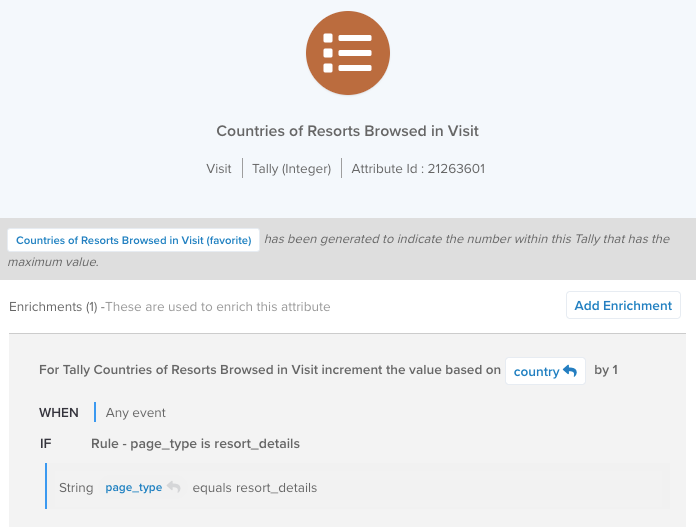 Countries of Resorts Browsed in Visit
Visit | Tally (Integer) | Attribute Id : 21263601
Countries of Resorts Browsed in Visit (favorite) has been generated to indicate the number within this Tally that has the
maximum value.
Enrichments (1) -These are used to enrich this attribute
Add Enrichment
For Tally Countries of Resorts Browsed in Visit increment the value based on country by 1
WHEN Any event
IF Rule - page_type is resort_details
String page_type equals resort_details